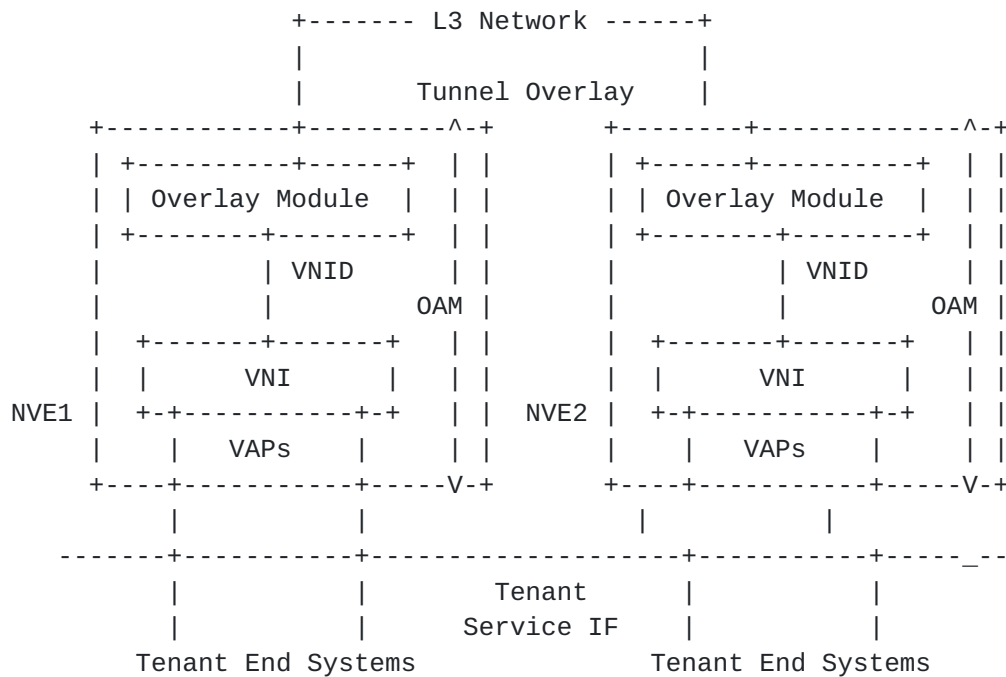 L3 Network
Tunnel Overlay
Overlay Module Overlay Module
VNID VNID
OAM OAM
VNI VNI
NVE1 NVE2
VAPs VAPs
Tenant
Service IF
Tenant End Systems Tenant End Systems